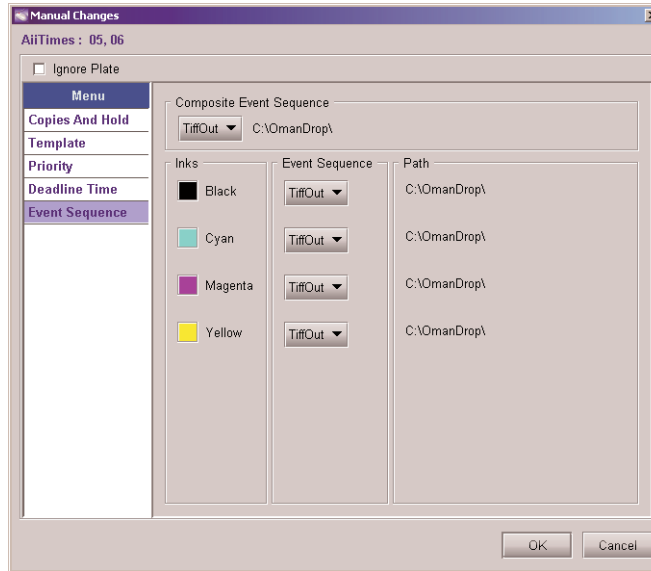 Manual Changes
AiiTimes : 05, 06
Ignore Plate
Menu
Copies And Hold
Template
Priority
Deadline Time
Event Sequence
Composite Event Sequence
TiffOut C:\OmanDrop\
Inks Event Sequence Path
Black TiffOut C:\OmanDrop\
Cyan TiffOut C:\OmanDrop\
Magenta TiffOut C:\OmanDrop\
Yellow TiffOut C:\OmanDrop\
OK Cancel